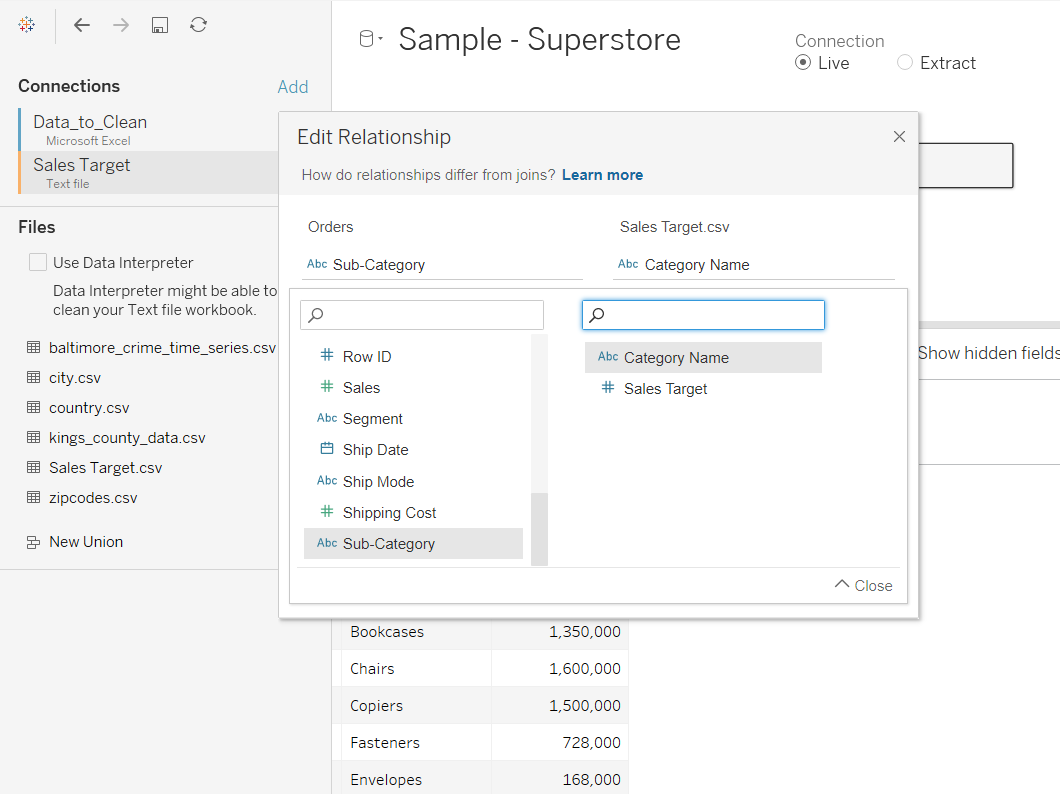 Sample - Superstore
Connection
Live
Extract
Connections
Add
Data_to_Clean
Microsoft Excel
Sales Target
Text file
Files
Use Data Interpreter
Data Interpreter might be able to
clean your Text file workbook.
baltimore_crime_time_series.csv
city.csv
country.csv
kings_county_data.csv
Sales Target.csv
zipcodes.csv
New Union
Edit Relationship
How do relationships differ from joins? Learn more
Orders
Sales Target.csv
Abc Sub-Category
Abc Category Name
# Row ID
# Sales
Abc Segment
Ship Date
Abc Ship Mode
# Shipping Cost
Abc Sub-Category
Abc Category Name
# Sales Target
Close
Show hidden fields
Bookcases 1,350,000
Chairs 1,600,000
Copiers 1,500,000
Fasteners 728,000
Envelopes 168,000